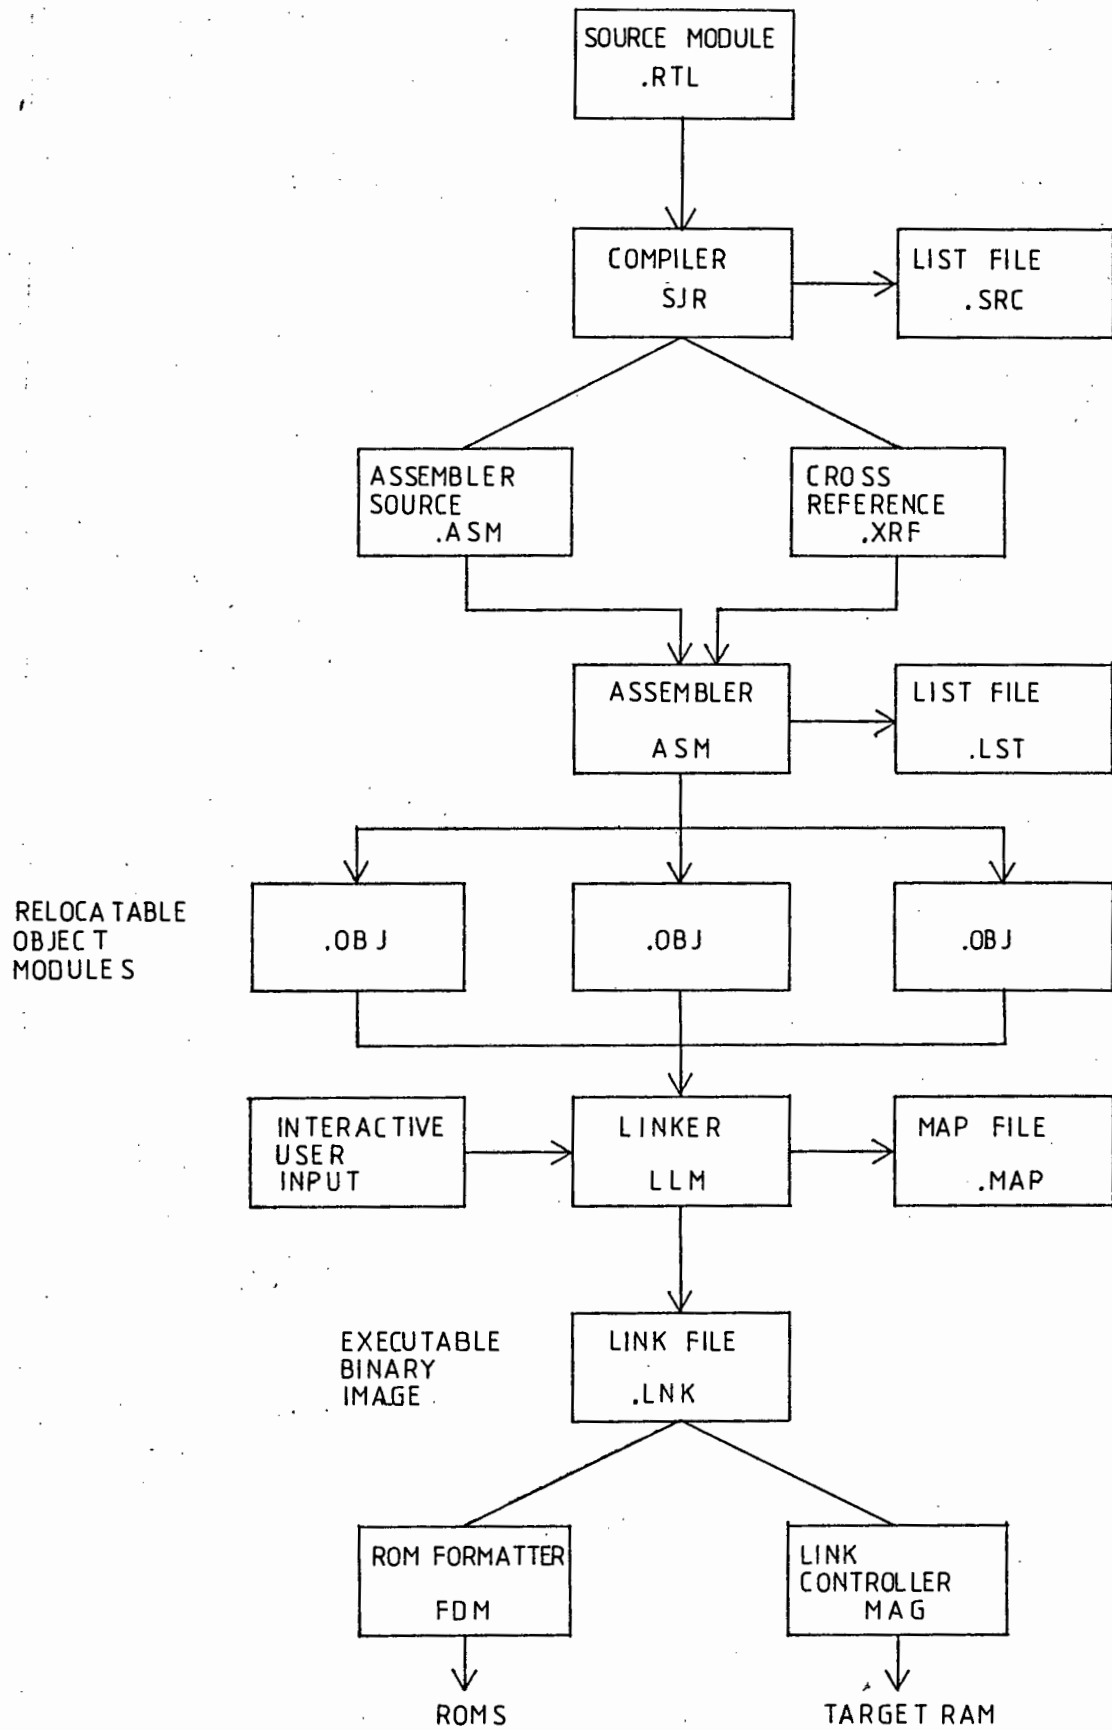 SOURCE MODULE
.RTL
COMPILER
SJR
LIST FILE
.SRC
ASSEMBLER
SOURCE
.ASM
CROSS
REFERENCE
.XRF
ASSEMBLER
ASM
LIST FILE
.LST
RELOCATABLE
OBJECT
MODULES
.OBJ
.OBJ
.OBJ
INTERACTIVE
USER
INPUT
LINKER
LLM
MAP FILE
.MAP
EXECUTABLE
BINARY
IMAGE
LINK FILE
.LNK
ROM FORMATTER
FDM
LINK
CONTROLLER
MAG
ROMS
TARGET RAM